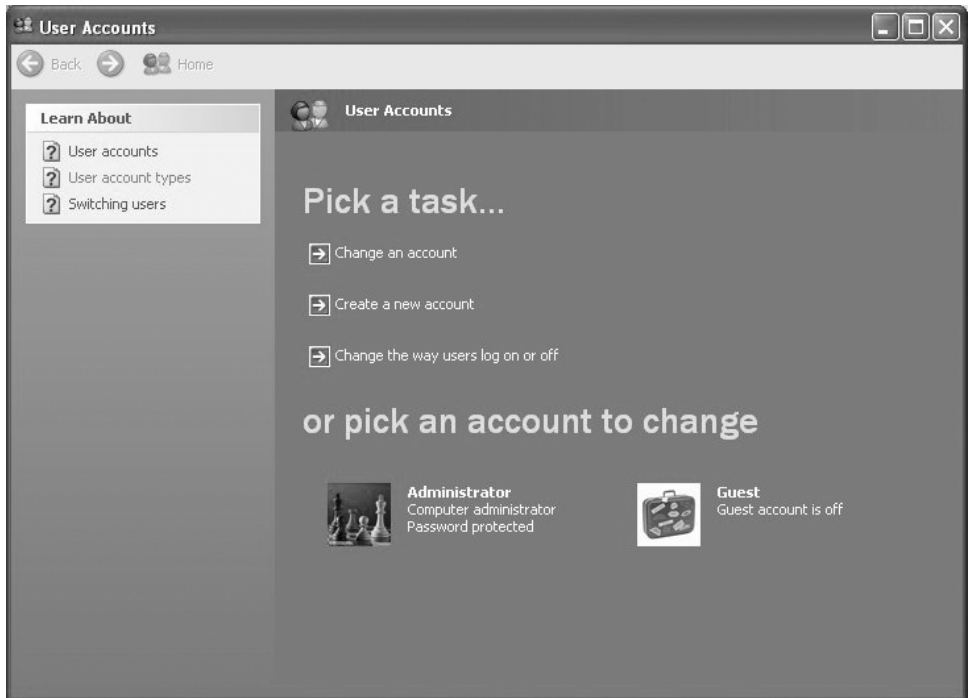 User Accounts
Back
Home
Learn About
User accounts
User account types
Switching users
User Accounts
Pick a task...
Change an account
Create a new account
Change the way users log on or off
or pick an account to change
Administrator
Computer administrator
Password protected
Guest
Guest account is off